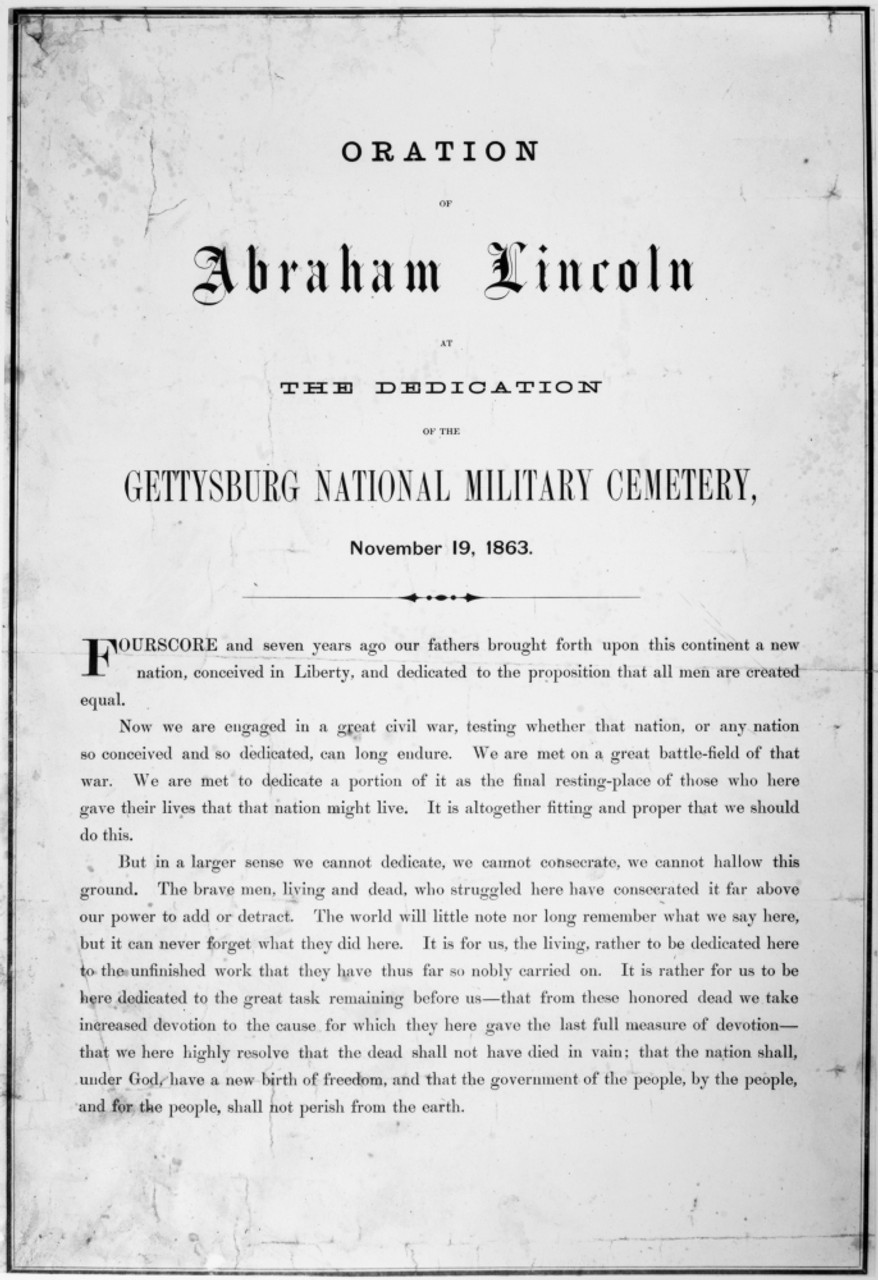 ORATION
OF
Abraham Lincoln
AT
THE DEDICATION
OF THE
GETTYSBURG NATIONAL MILITARY CEMETERY,
November 19, 1863.
FOURSCORE and seven years ago our fathers brought forth upon this continent a new
nation, conceived in Liberty, and dedicated to the proposition that all men are created
equal.
Now we are engaged in a great civil war, testing whether that nation, or any nation
so conceived and so dedicated, can long endure. We are met on a great battle-field of that
war. We are met to dedicate a portion of it as the final resting-place of those who here
gave their lives that that nation might live. It is altogether fitting and proper that we should
do this.
But in a larger sense we cannot dedicate, we cannot consecrate, we cannot hallow this
ground. The brave men, living and dead, who struggled here have consecrated it far above
our power to add or detract. The world will little note nor long remember what we say here,
but it can never forget what they did here. It is for us, the living, rather to be dedicated here
to the unfinished work that they have thus far so nobly carried on. It is rather for us to be
here dedicated to the great task remaining before us—that from these honored dead we take
increased devotion to the cause for which they here gave the last full measure of devotion—
that we here highly resolve that the dead shall not have died in vain; that the nation shall,
under God, have a new birth of freedom, and that the government of the people, by the people,
and for the people, shall not perish from the earth.